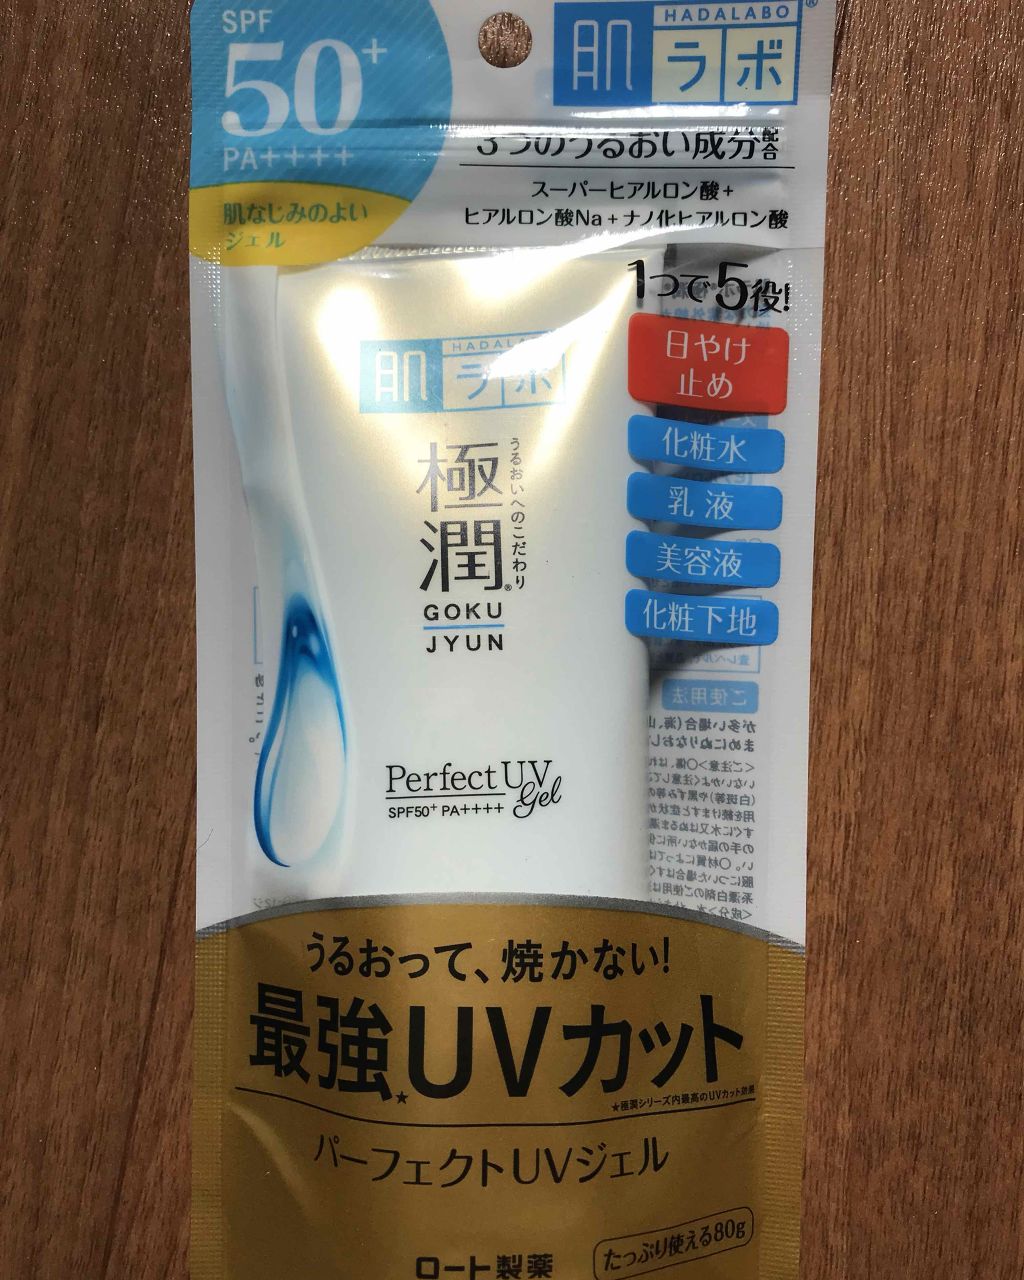 SPF
50+
PA++++
肌なじみのよい
ジェル
HADALABO®
肌ラボ
3つのうるおい成分配合
スーパーヒアルロン酸+
ヒアルロン酸Na+ナノ化ヒアルロン酸
1つで5役!
日やけ
止め
化粧水
乳液
美容液
化粧下地
HADALABO
肌ラボ
極潤®
うるおいへのこだわり
GOKU
JYUN
Perfect UV
Gel
SPF50+ PA++++
ご使用法
うるおって、焼かない!
最強★UVカット
★極潤シリーズ内最高のUVカット効果
パーフェクトUVジェル
たっぷり使える80g
ロート製薬